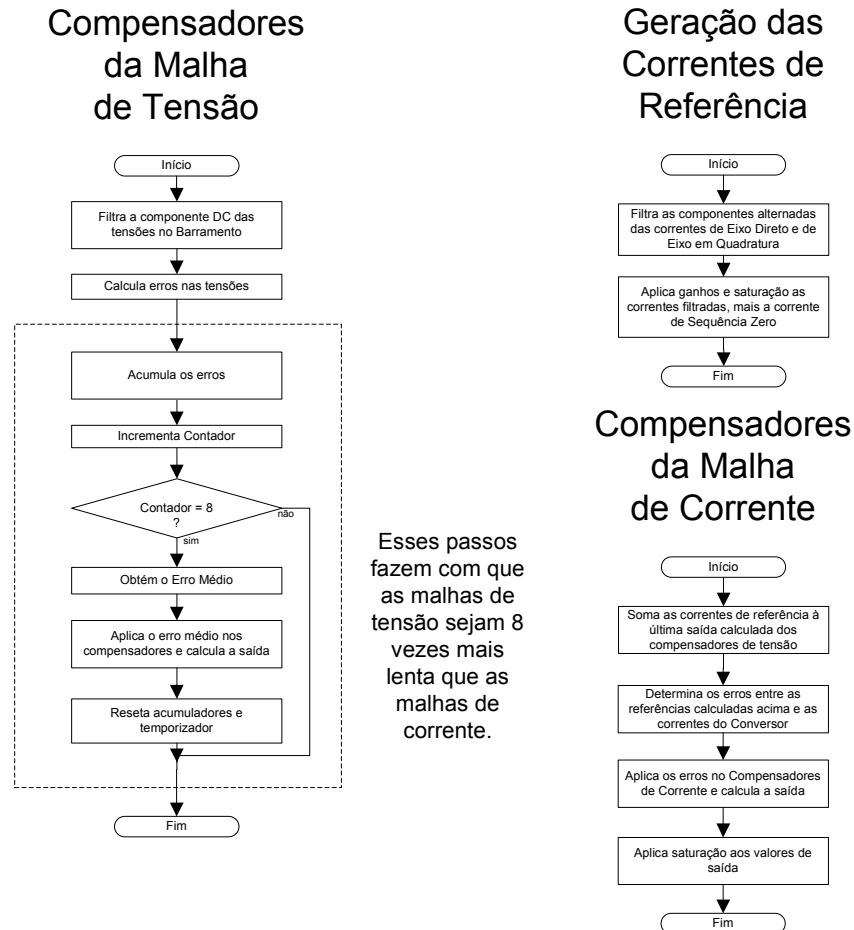 Compensadores
da Malha
de Tensão
Início
Filtra a componente DC das
tensões no Barramento
Calcula erros nas tensões
Acumula os erros
Incrementa Contador
Contador = 8
?
não
sim
Obtém o Erro Médio
Aplica o erro médio nos
compensadores e calcula a saída
Reseta acumuladores e
temporizador
Fim
Esses passos
fazem com que
as malhas de
tensão sejam 8
vezes mais
lenta que as
malhas de
corrente.
Geração das
Correntes de
Referência
Início
Filtra as componentes alternadas
das correntes de Eixo Direto e de
Eixo em Quadratura
Aplica ganhos e saturação as
correntes filtradas, mais a corrente
de Sequência Zero
Fim
Compensadores
da Malha
de Corrente
Início
Soma as correntes de referência à
última saída calculada dos
compensadores de tensão
Determina os erros entre as
referências calculadas acima e as
correntes do Conversor
Aplica os erros no Compensadores
de Corrente e calcula a saída
Aplica saturação aos valores de
saída
Fim